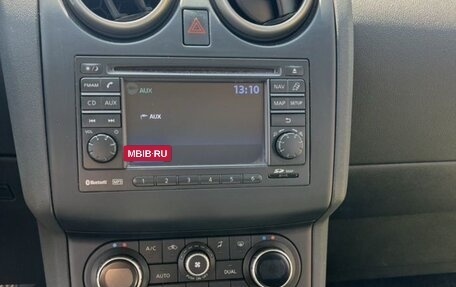 FM·AM
CD AUX
VOL
AUX 13:10
AUX
NAV
MAP SETUP
MBIB·RU
Bluetooth MP3 1 2 3 4 5 6
A/C
AUTO DUAL